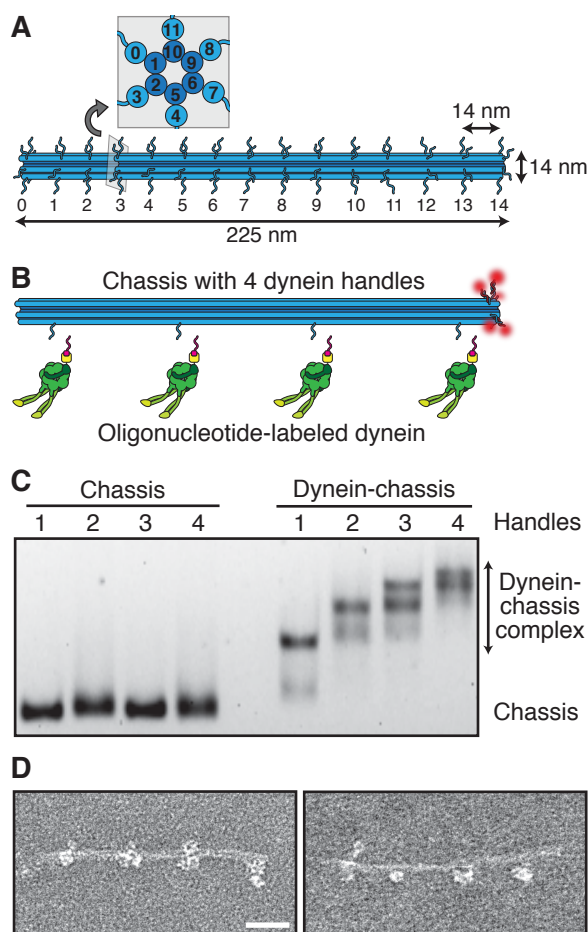 A
11
0
10
8
1
9
2
6
3
5
7
4
14 nm
14 nm
0 1 2 3 4 5 6 7 8 9 10 11 12 13 14
225 nm
B
Chassis with 4 dynein handles
Oligonucleotide-labeled dynein
C
Chassis Dynein-chassis
1 2 3 4 1 2 3 4 Handles
Dynein-
chassis
complex
Chassis
D